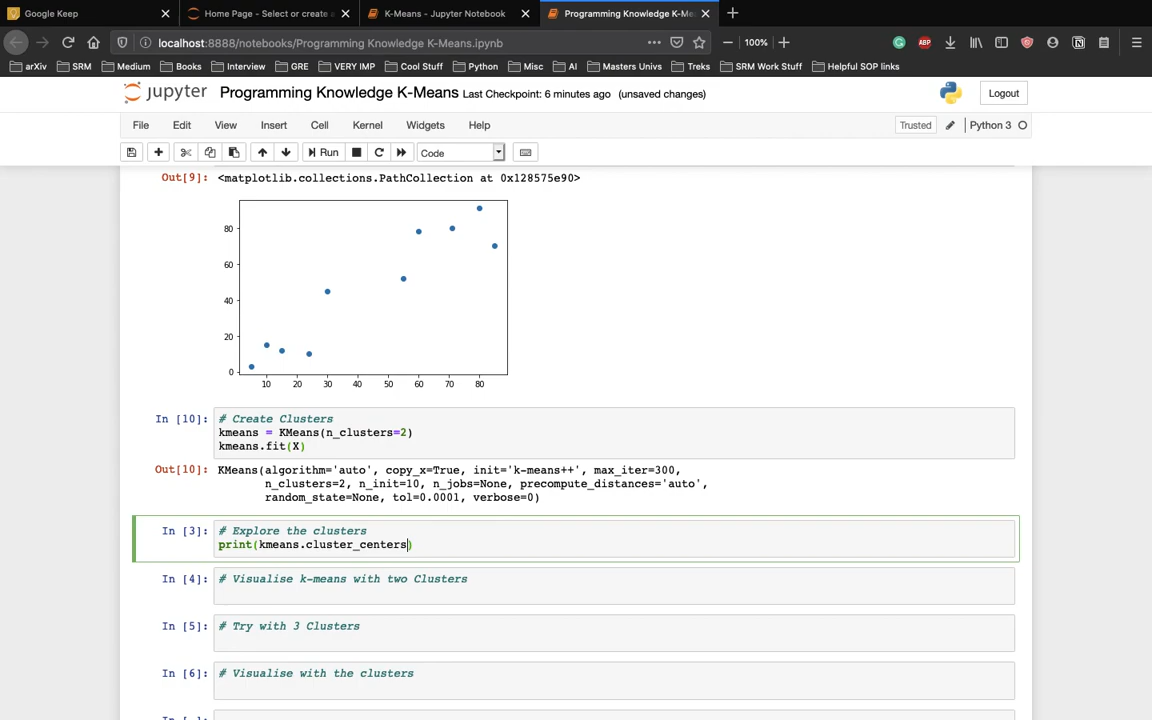 Google Keep
Home Page - Select or create a
K-Means - Jupyter Notebook
Programming Knowledge K-Me
localhost:8888/notebooks/Programming Knowledge K-Means.ipynb
100%
ABP
arXiv SRM Medium Books Interview GRE VERY IMP Cool Stuff Python Misc AI Masters Univs Treks SRM Work Stuff Helpful SOP links
jupyter Programming Knowledge K-Means Last Checkpoint: 6 minutes ago (unsaved changes)
Logout
File Edit View Insert Cell Kernel Widgets Help
Trusted
Python 3
Run
Code
Out[9]: <matplotlib.collections.PathCollection at 0x128575e90>
80
60
40
20
0
10 20 30 40 50 60 70 80
In [10]: # Create Clusters
kmeans = KMeans(n_clusters=2)
kmeans.fit(X)
Out[10]: KMeans(algorithm='auto', copy_x=True, init='k-means++', max_iter=300,
n_clusters=2, n_init=10, n_jobs=None, precompute_distances='auto',
random_state=None, tol=0.0001, verbose=0)
In [3]: # Explore the clusters
print(kmeans.cluster_centers)
In [4]: # Visualise k-means with two Clusters
In [5]: # Try with 3 Clusters
In [6]: # Visualise with the clusters